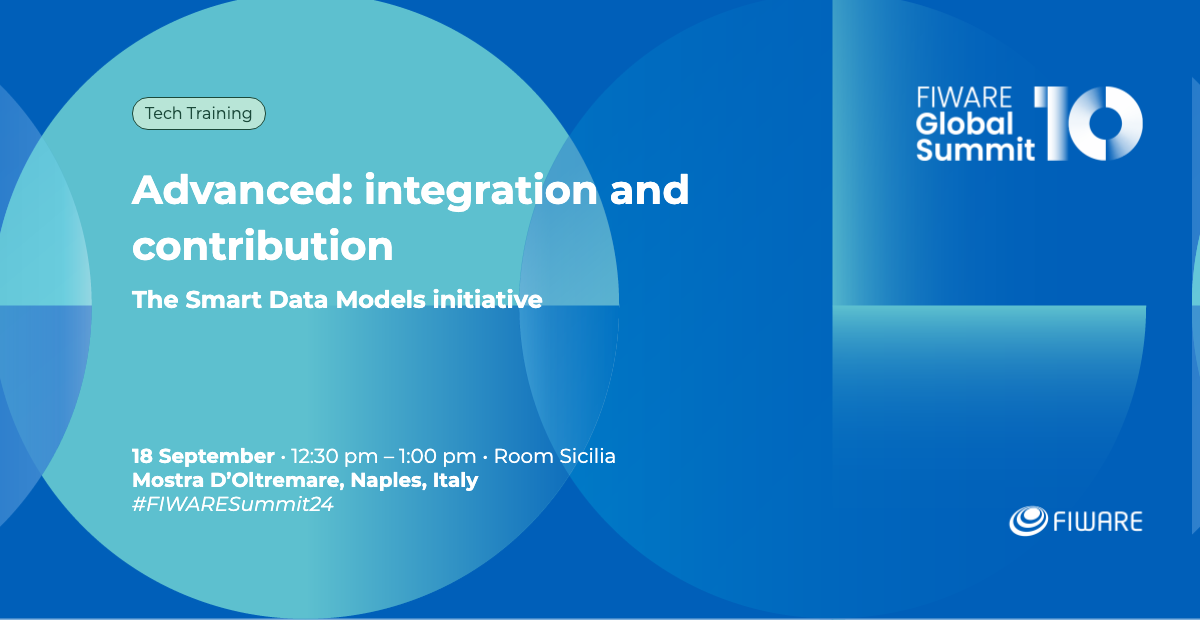 Tech Training
FIWARE
Global
Summit
10
Advanced: integration and
contribution
The Smart Data Models initiative
18 September · 12:30 pm – 1:00 pm · Room Sicilia
Mostra D’Oltremare, Naples, Italy
#FIWARESummit24
FIWARE